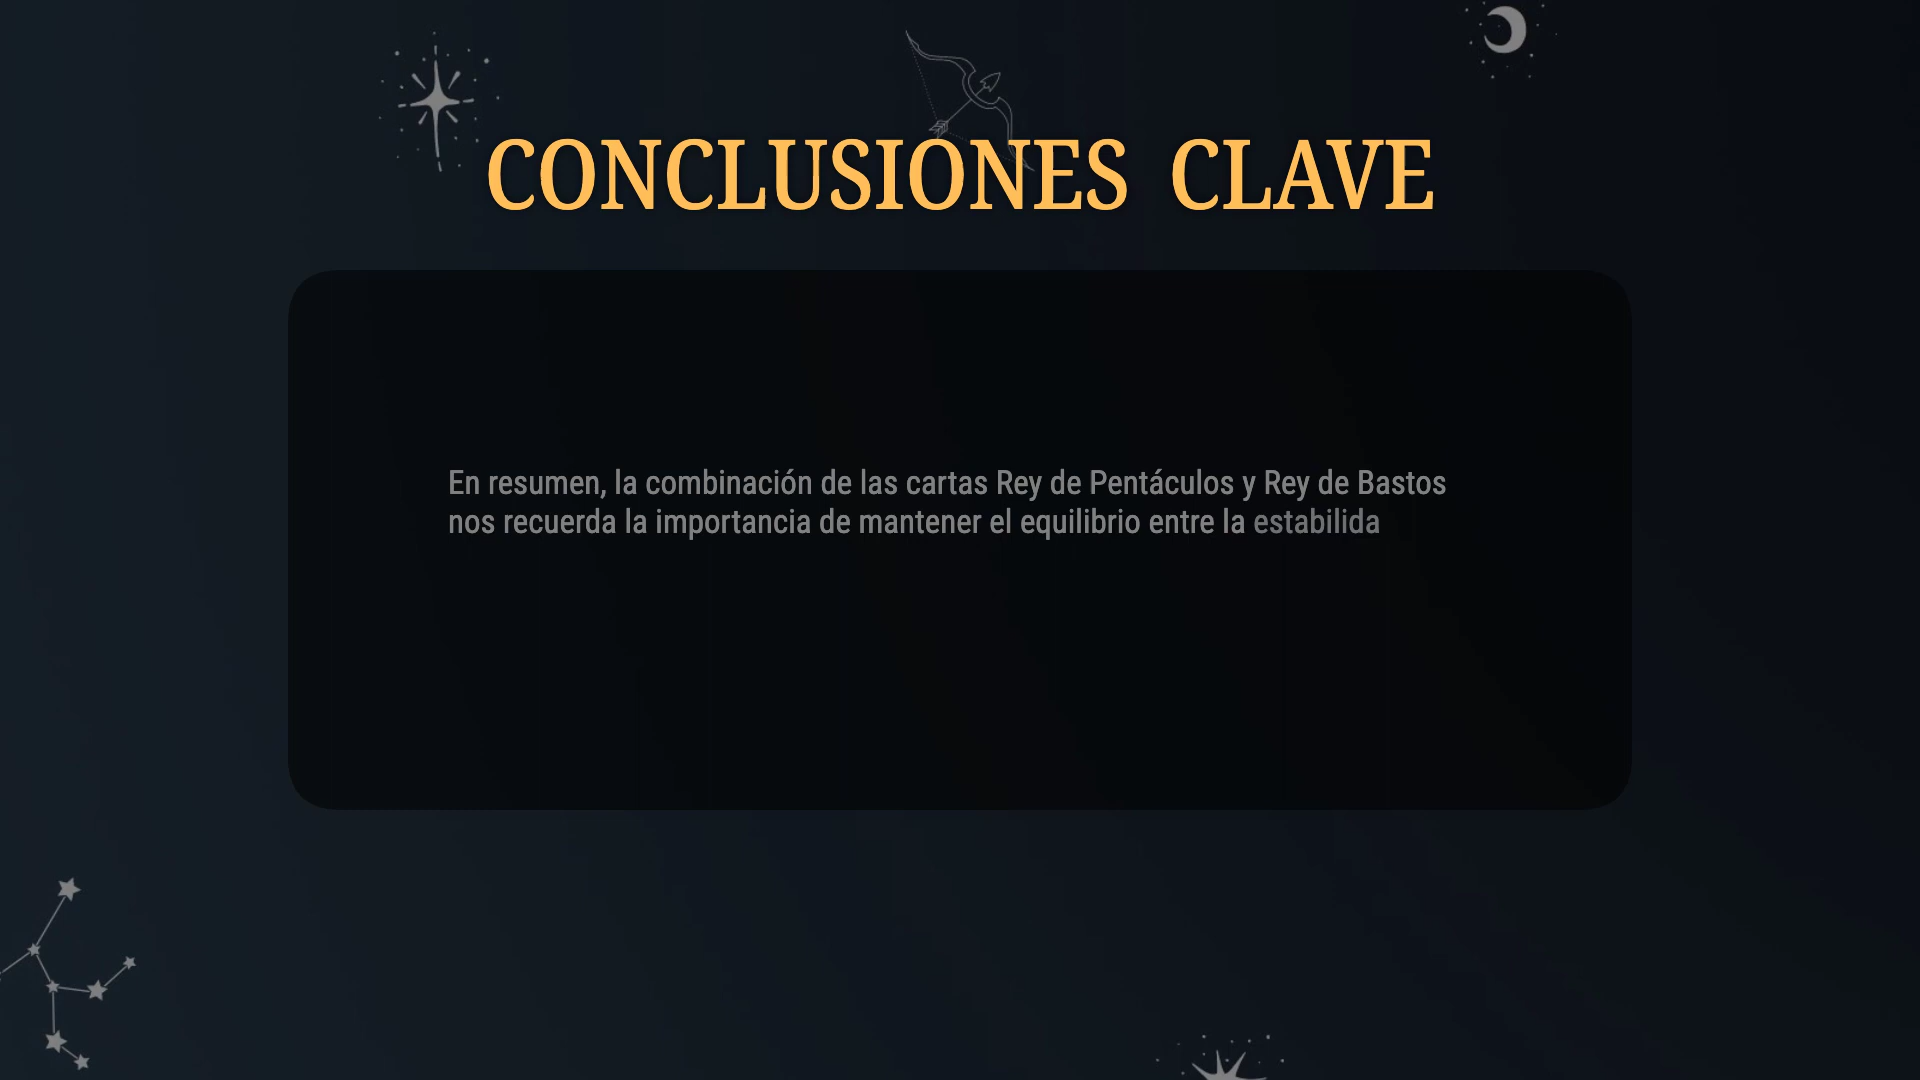 CONCLUSIONES CLAVE
En resumen, la combinación de las cartas Rey de Pentáculos y Rey de Bastos
nos recuerda la importancia de mantener el equilibrio entre la estabilida